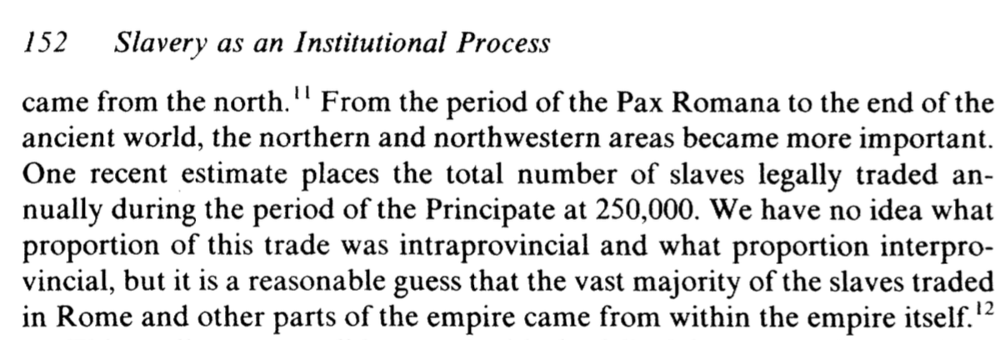 152 Slavery as an Institutional Process
came from the north.11 From the period of the Pax Romana to the end of the
ancient world, the northern and northwestern areas became more important.
One recent estimate places the total number of slaves legally traded an-
nually during the period of the Principate at 250,000. We have no idea what
proportion of this trade was intraprovincial and what proportion interpro-
vincial, but it is a reasonable guess that the vast majority of the slaves traded
in Rome and other parts of the empire came from within the empire itself.12